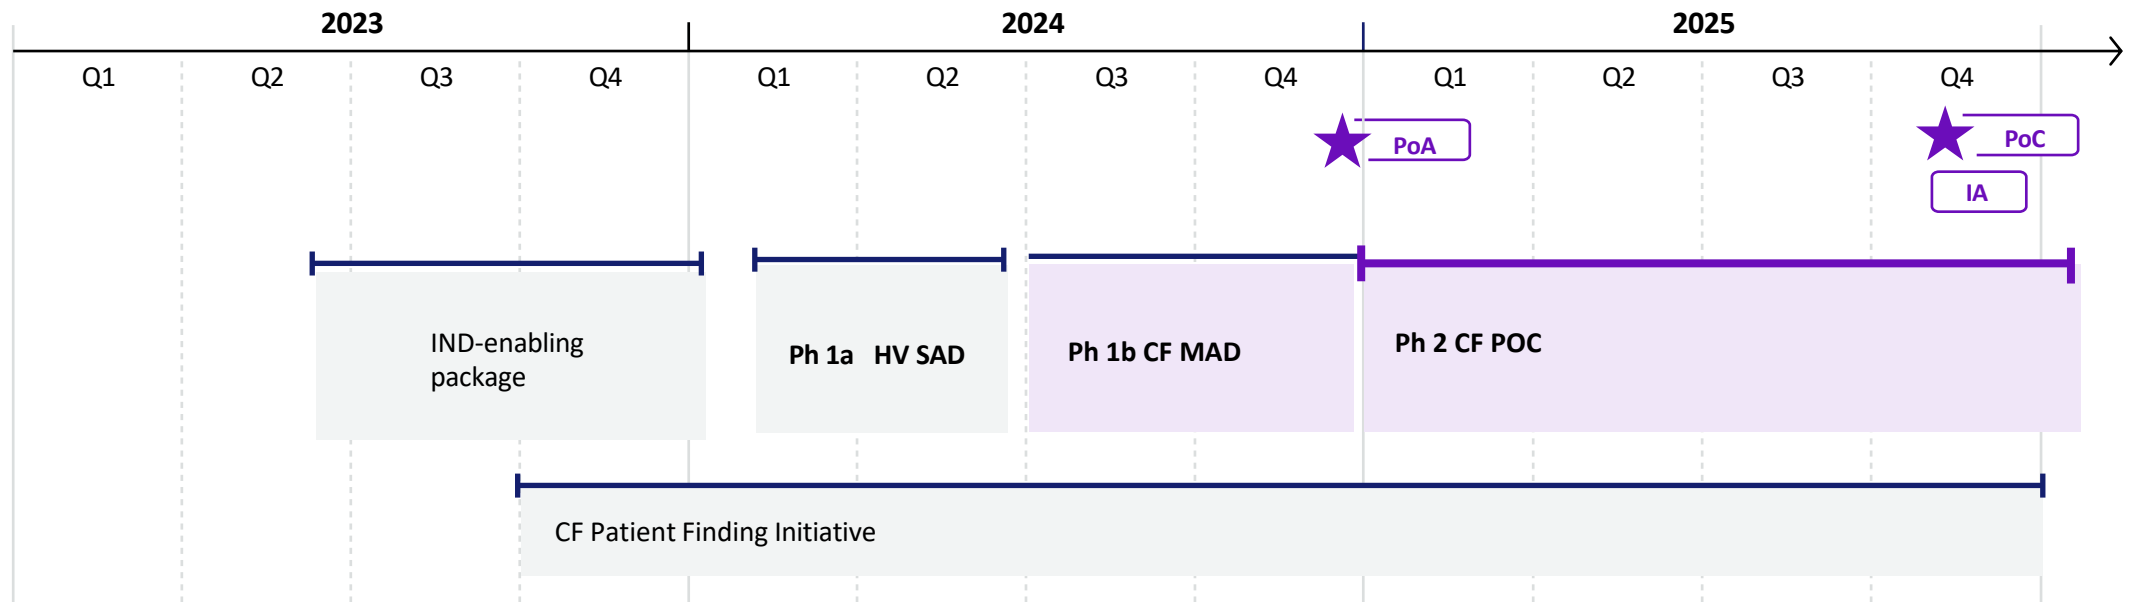 2023
2024
2025
Q1
Q2
Q3
Q4
Q1
Q2
Q3
Q4
Q1
Q2
Q3
Q4
PoA
PoC
IA
IND-enabling
package
Ph 1a HV SAD
Ph 1b CF MAD
Ph 2 CF POC
CF Patient Finding Initiative